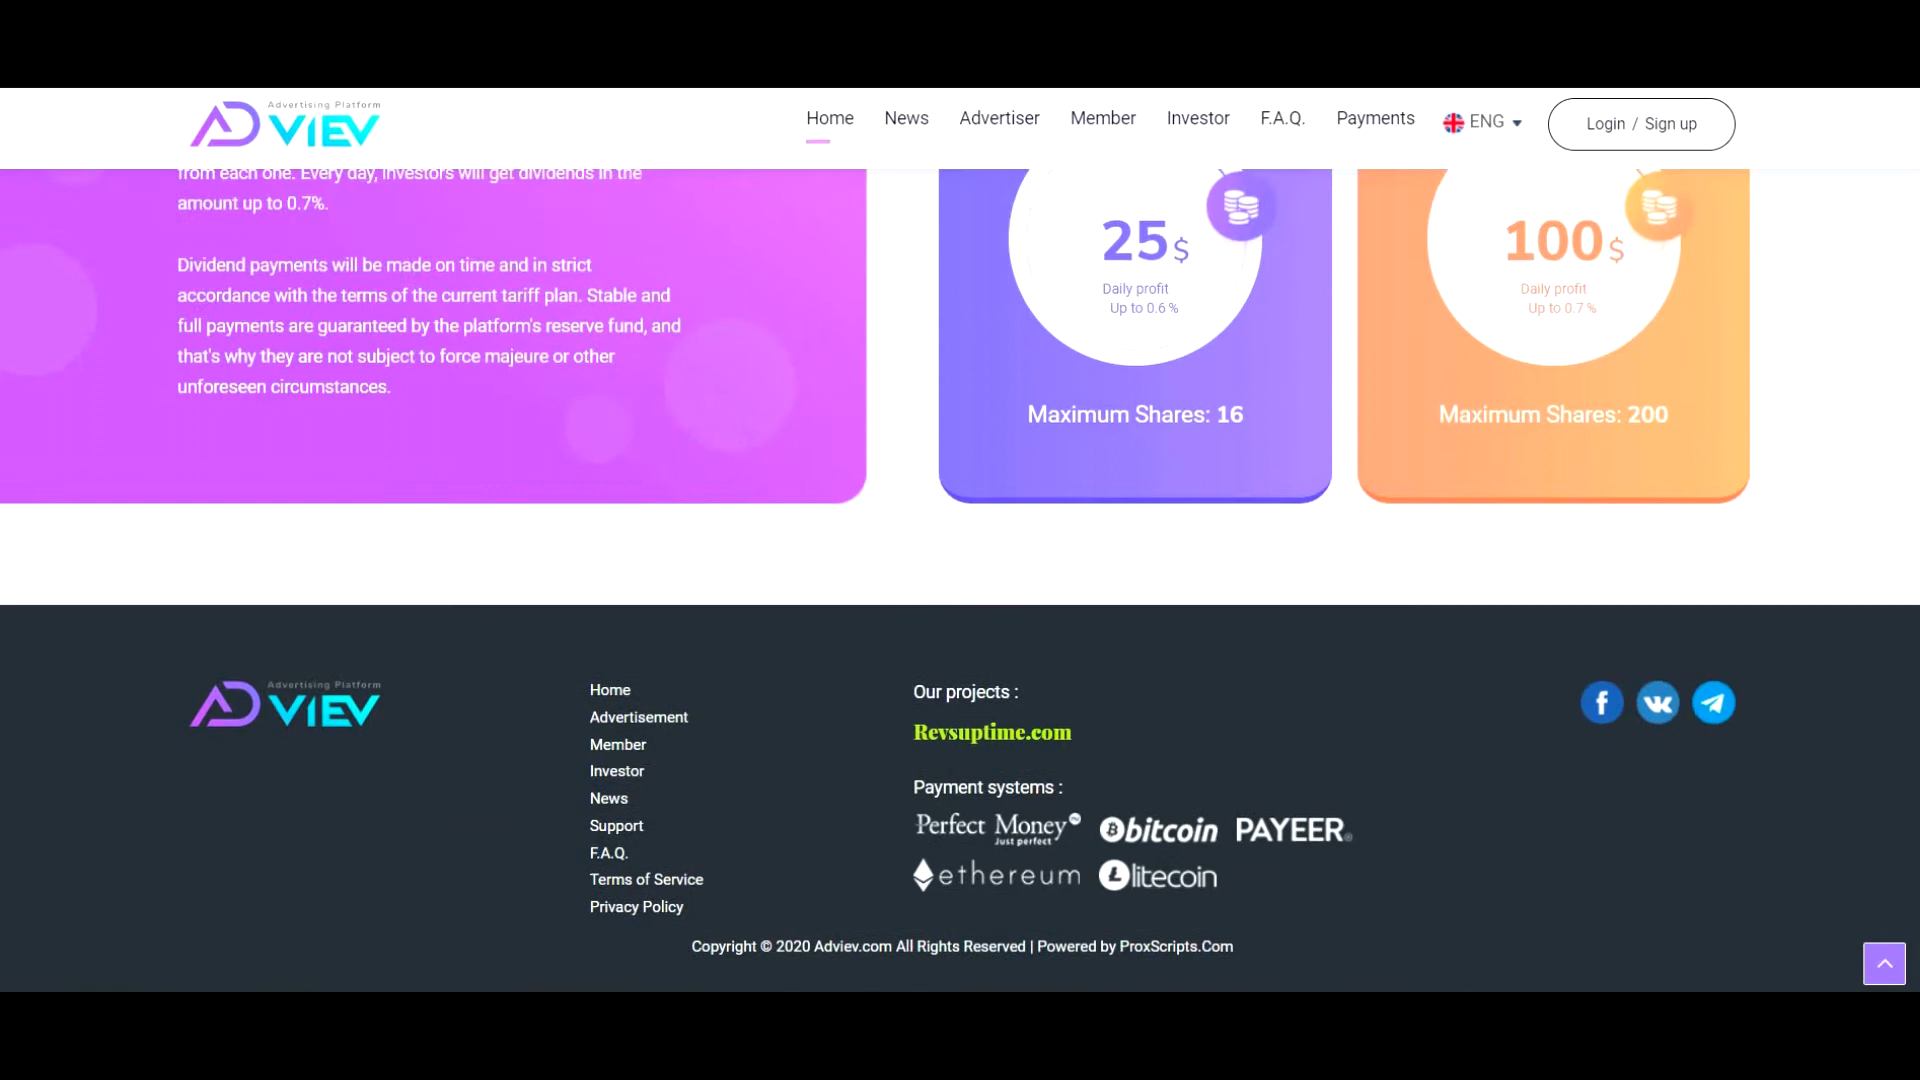 Advertising Platform
AD VIEV
Home News Advertiser Member Investor F.A.Q. Payments ENG Login / Sign up
from each one. Every day, investors will get dividends in the
amount up to 0.7%.
Dividend payments will be made on time and in strict
accordance with the terms of the current tariff plan. Stable and
full payments are guaranteed by the platform's reserve fund, and
that's why they are not subject to force majeure or other
unforeseen circumstances.
25 $
Daily profit
Up to 0.6 %
Maximum Shares: 16
100 $
Daily profit
Up to 0.7 %
Maximum Shares: 200
Advertising Platform
AD VIEV
Home
Advertisement
Member
Investor
News
Support
F.A.Q.
Terms of Service
Privacy Policy
Our projects :
Revsuptime.com
Payment systems :
Perfect Money PM
Just perfect
bitcoin
PAYEER
ethereum
litecoin
Copyright © 2020 Adviev.com All Rights Reserved | Powered by ProxScripts.Com